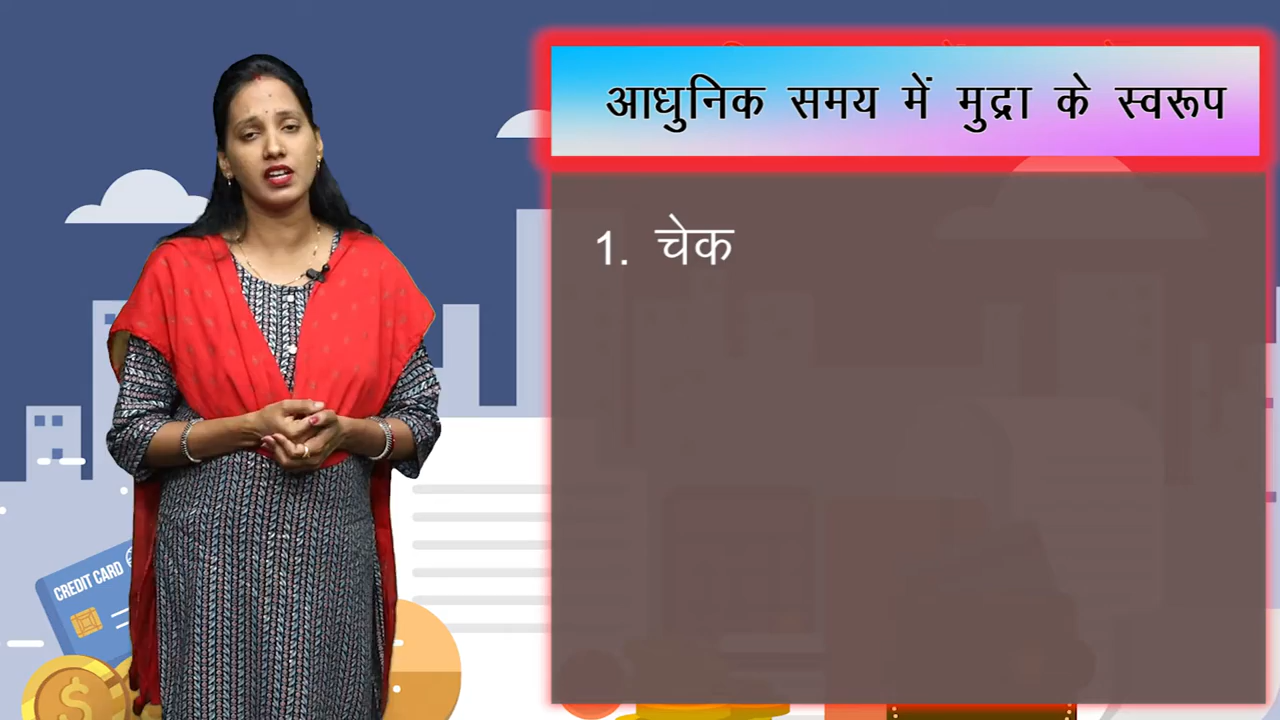 आधुनिक समय में मुद्रा के स्वरूप
1. चेक
CREDIT CARD